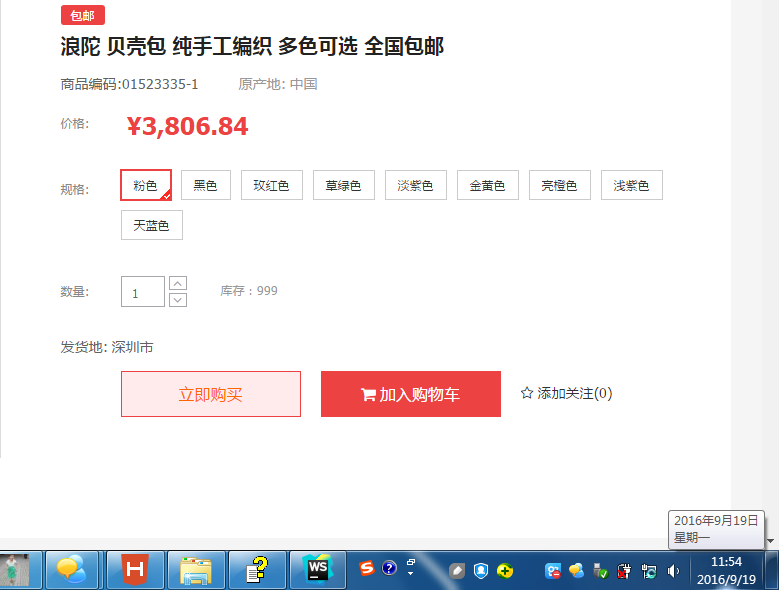 包邮
浪陀 贝壳包 纯手工编织 多色可选 全国包邮
商品编码:01523335-1 原产地: 中国
价格: ¥3,806.84
规格: 粉色 黑色 玫红色 草绿色 淡紫色 金黄色 亮橙色 浅紫色
天蓝色
数量: 1 库存：999
发货地: 深圳市
立即购买 加入购物车 添加关注(0)
2016年9月19日
星期一
H WS S 11:54
2016/9/19